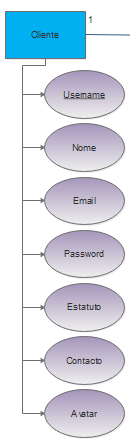 1
Cliente
Username
Nome
Email
Password
Estatuto
Contacto
Avatar